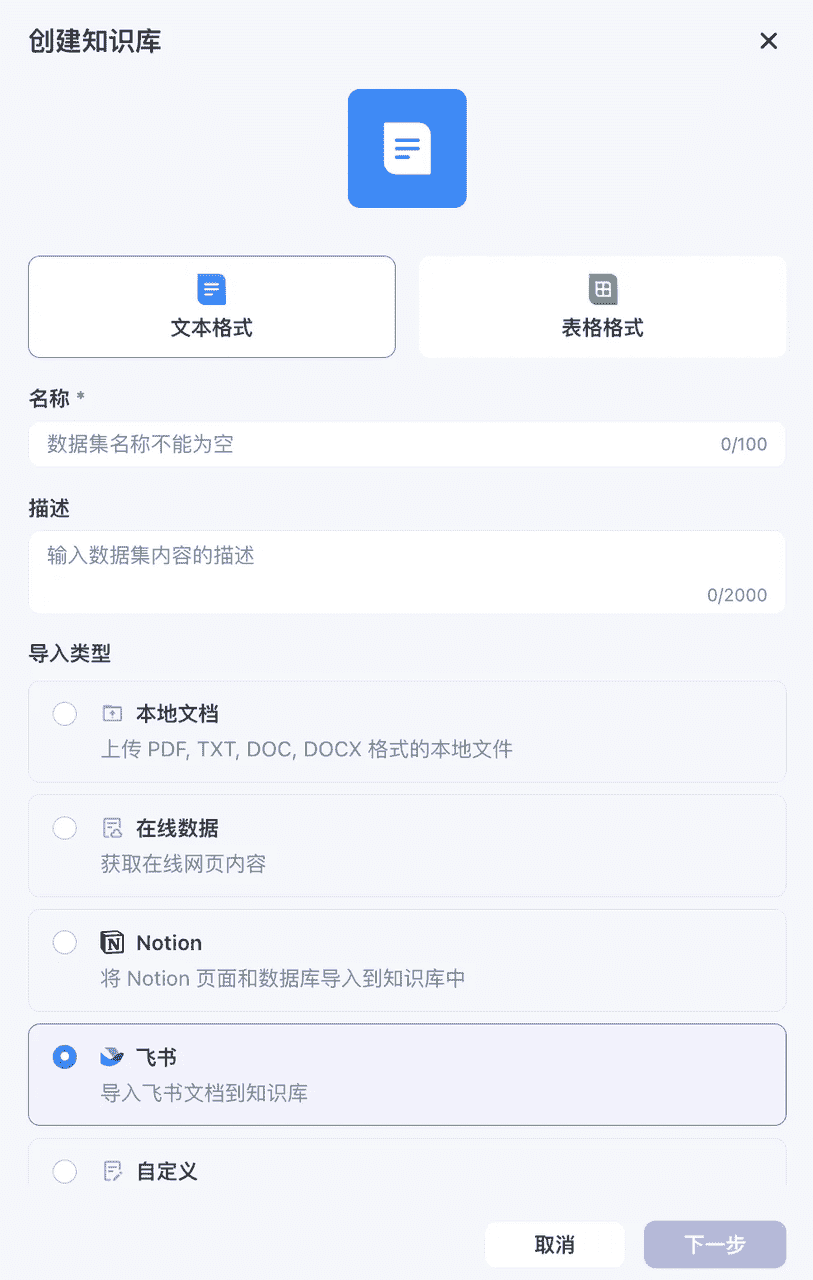 创建知识库
文本格式
表格格式
名称 *
数据集名称不能为空
0/100
描述
输入数据集内容的描述
0/2000
导入类型
本地文档
上传 PDF, TXT, DOC, DOCX 格式的本地文件
在线数据
获取在线网页内容
Notion
将 Notion 页面和数据库导入到知识库中
飞书
导入飞书文档到知识库
自定义
取消
下一步